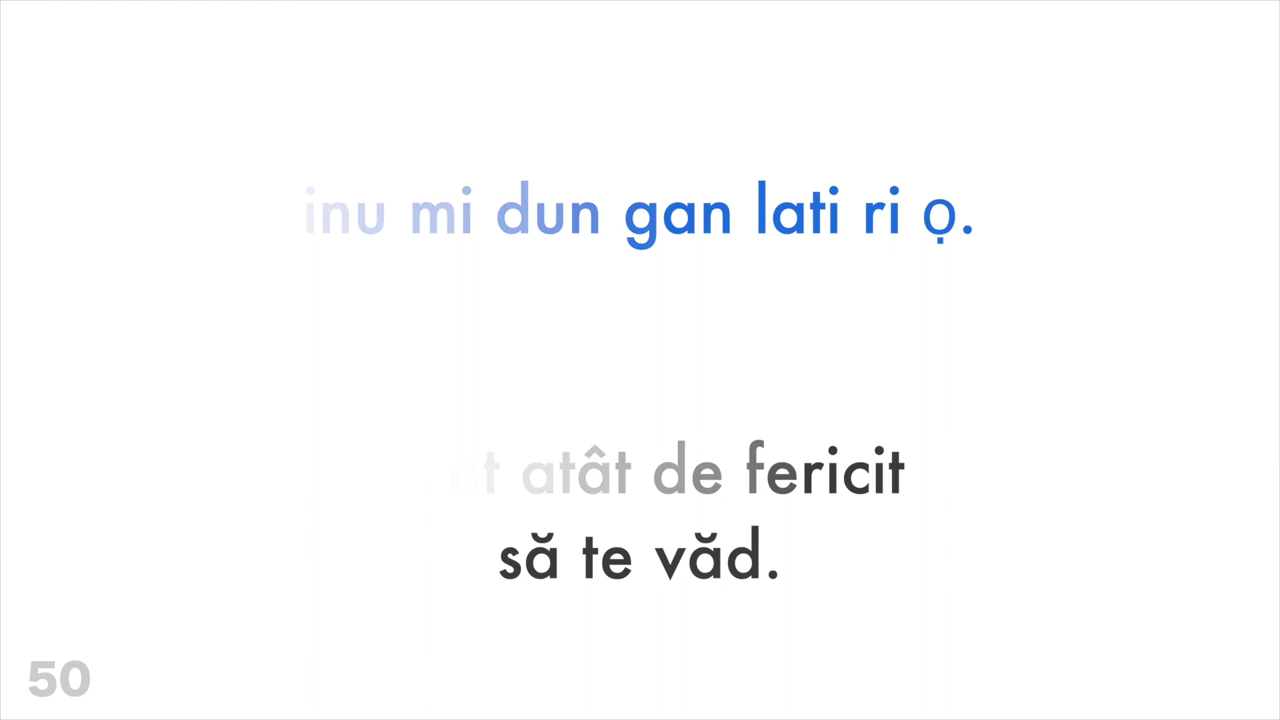 inu mi dun gan lati ri ọ.
atât de fericit
să te văd.
50